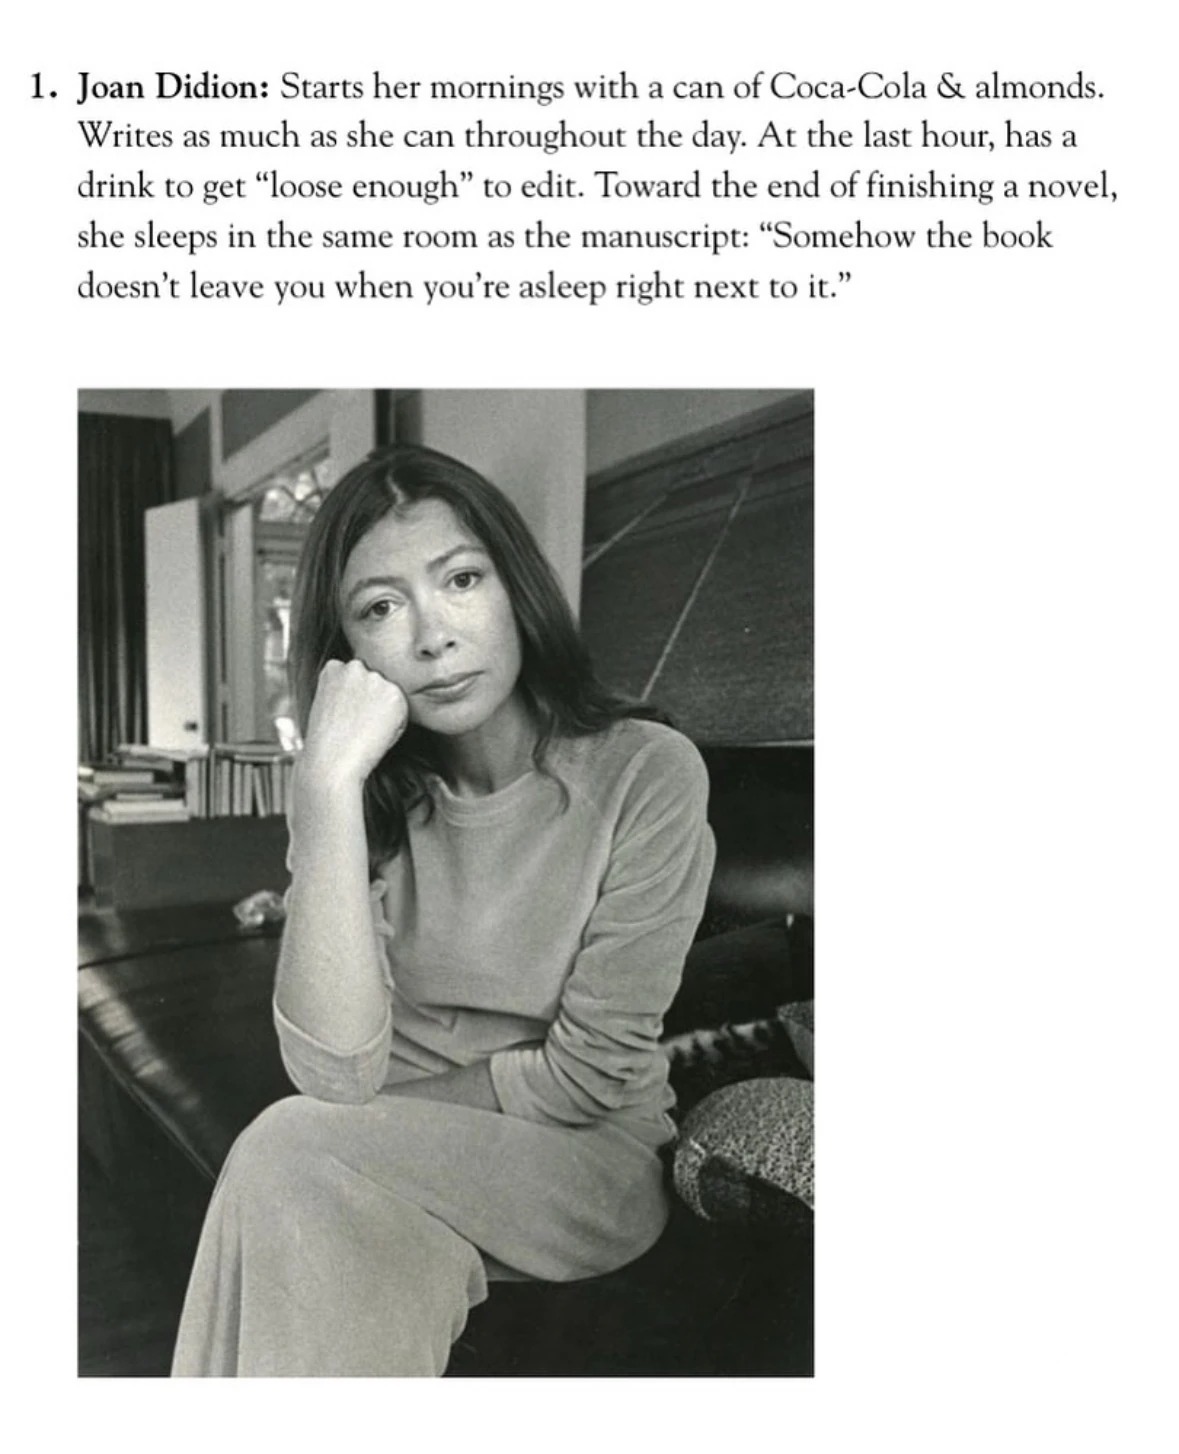 1. Joan Didion: Starts her mornings with a can of Coca-Cola & almonds.
Writes as much as she can throughout the day. At the last hour, has a
drink to get “loose enough” to edit. Toward the end of finishing a novel,
she sleeps in the same room as the manuscript: “Somehow the book
doesn’t leave you when you’re asleep right next to it.”